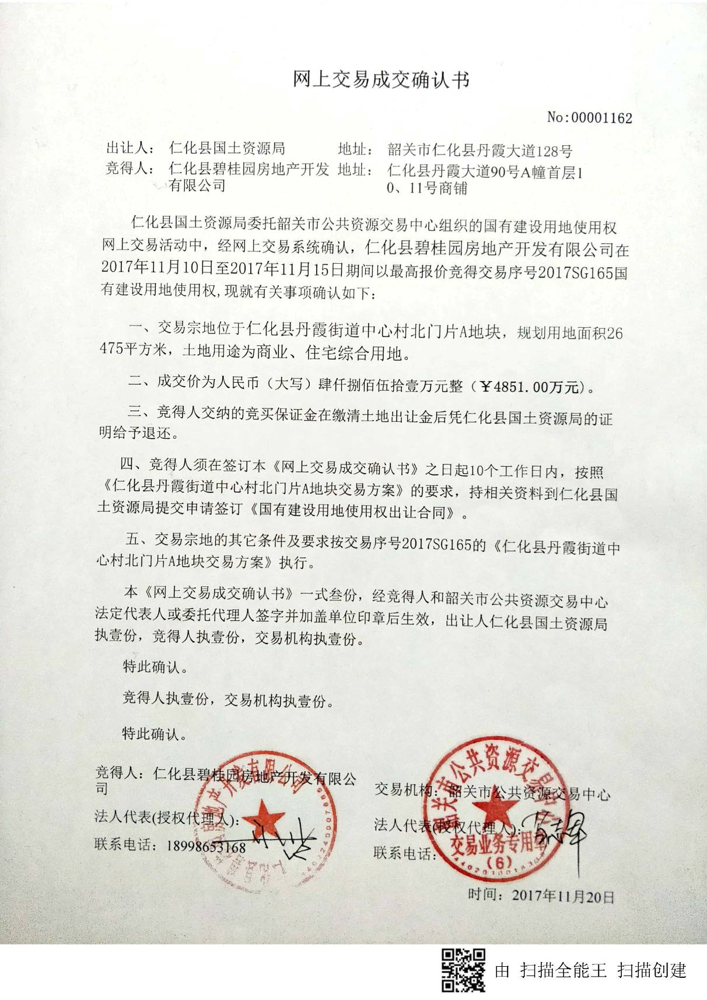 网上交易成交确认书
No:00001162
出让人： 仁化县国土资源局 地址： 韶关市仁化县丹霞大道128号
竞得人： 仁化县碧桂园房地产开发 地址： 仁化县丹霞大道90号A幢首层1
有限公司 0、11号商铺
仁化县国土资源局委托韶关市公共资源交易中心组织的国有建设用地使用权
网上交易活动中，经网上交易系统确认，仁化县碧桂园房地产开发有限公司在
2017年11月10日至2017年11月15日期间以最高报价竞得交易序号2017SG165国
有建设用地使用权,现就有关事项确认如下：
一、交易宗地位于仁化县丹霞街道中心村北门片A地块，规划用地面积26
475平方米，土地用途为商业、住宅综合用地。
二、成交价为人民币（大写）肆仟捌佰伍拾壹万元整（￥4851.00万元)。
三、竞得人交纳的竞买保证金在缴清土地出让金后凭仁化县国土资源局的证
明给予退还。
四、竞得人须在签订本《网上交易成交确认书》之日起10个工作日内，按照
《仁化县丹霞街道中心村北门片A地块交易方案》的要求，持相关资料到仁化县国
土资源局提交申请签订《国有建设用地使用权出让合同》。
五、交易宗地的其它条件及要求按交易序号2017SG165的《仁化县丹霞街道中
心村北门片A地块交易方案》执行。
本《网上交易成交确认书》一式叁份，经竞得人和韶关市公共资源交易中心
法定代表人或委托代理人签字并加盖单位印章后生效，出让人仁化县国土资源局
执壹份，竞得人执壹份，交易机构执壹份。
特此确认。
竞得人执壹份，交易机构执壹份。
特此确认。
竞得人：仁化县碧桂园房地产开发有限公
司
法人代表(授权代理人)：
联系电话：18998653168
交易机构：韶关市公共资源交易中心
法人代表(授权代理人)：
联系电话：
韶关市公共资源交易中心
交易业务专用章
(6)
时间：2017年11月20日
由 扫描全能王 扫描创建